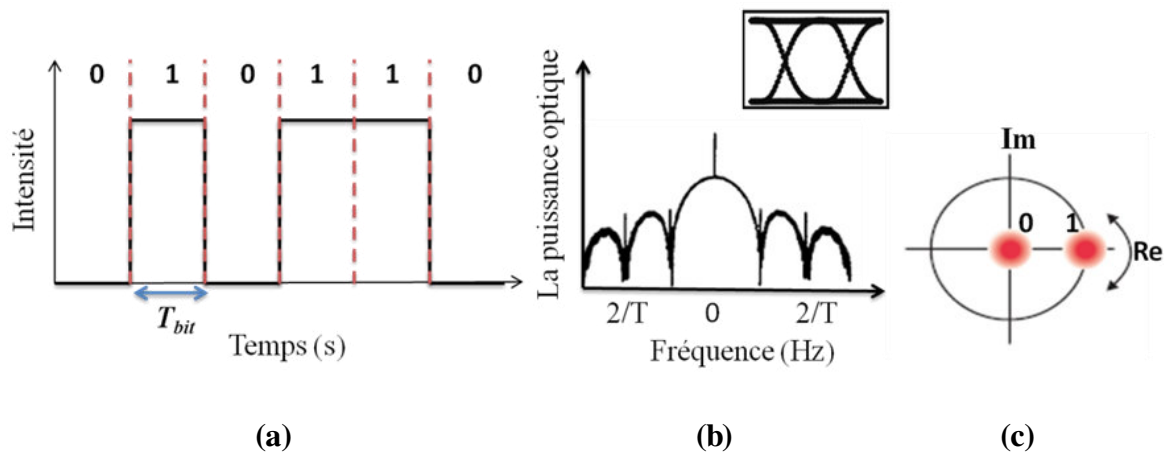 0 1 0 1 1 0
Intensité
T_bit
Temps (s)
(a)
La puissance optique
2/T 0 2/T
Fréquence (Hz)
(b)
Im
0 1
Re
(c)